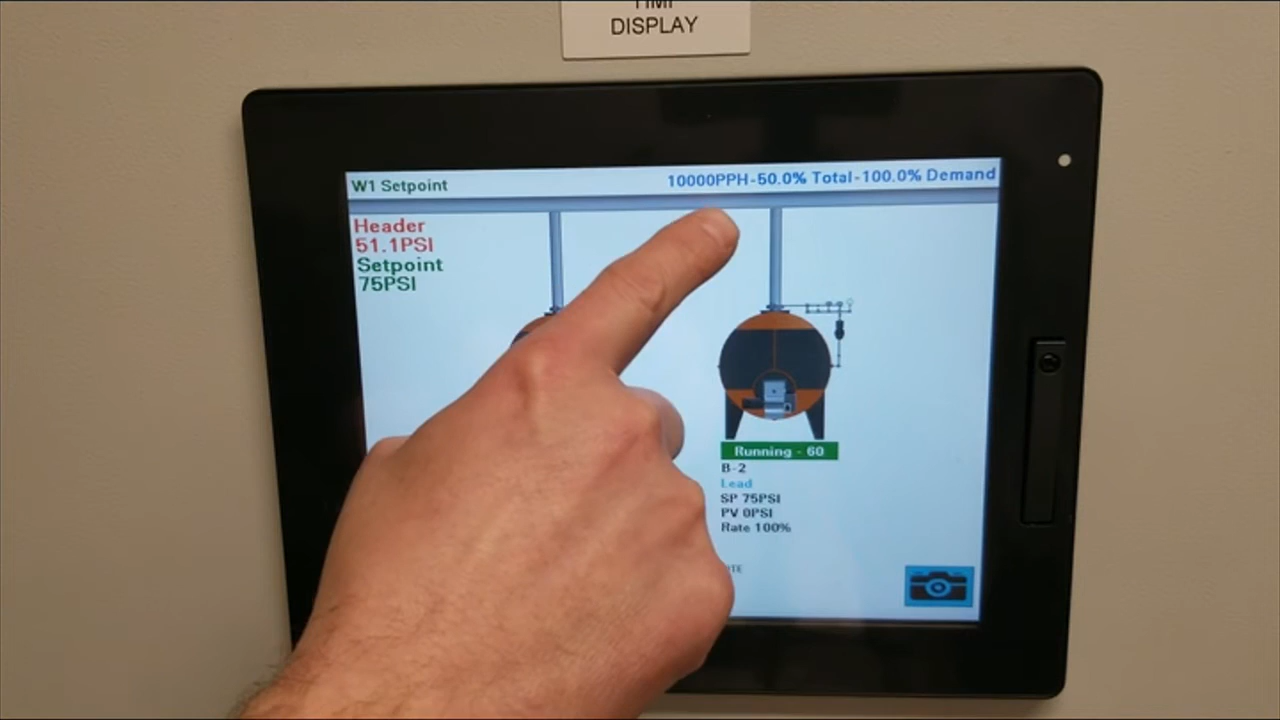 DISPLAY
W1 Setpoint
10000PPH-50.0% Total-100.0% Demand
Header
51.1PSI
Setpoint
75PSI
Running - 60
B-2
Lead
SP 75PSI
PV 0PSI
Rate 100%